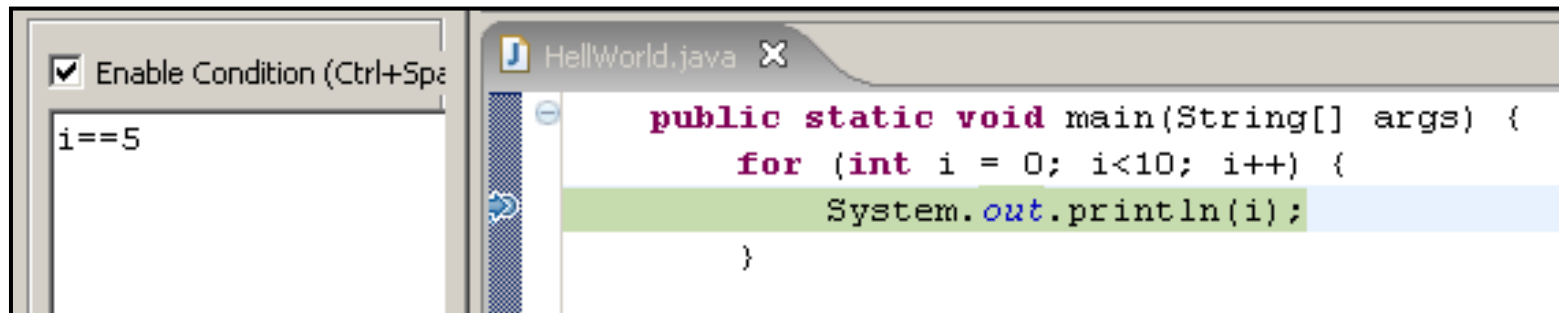 Enable Condition (Ctrl+Spa
i==5
HellWorld.java
public static void main(String[] args) {
for (int i = 0; i<10; i++) {
System.out.println(i);
}